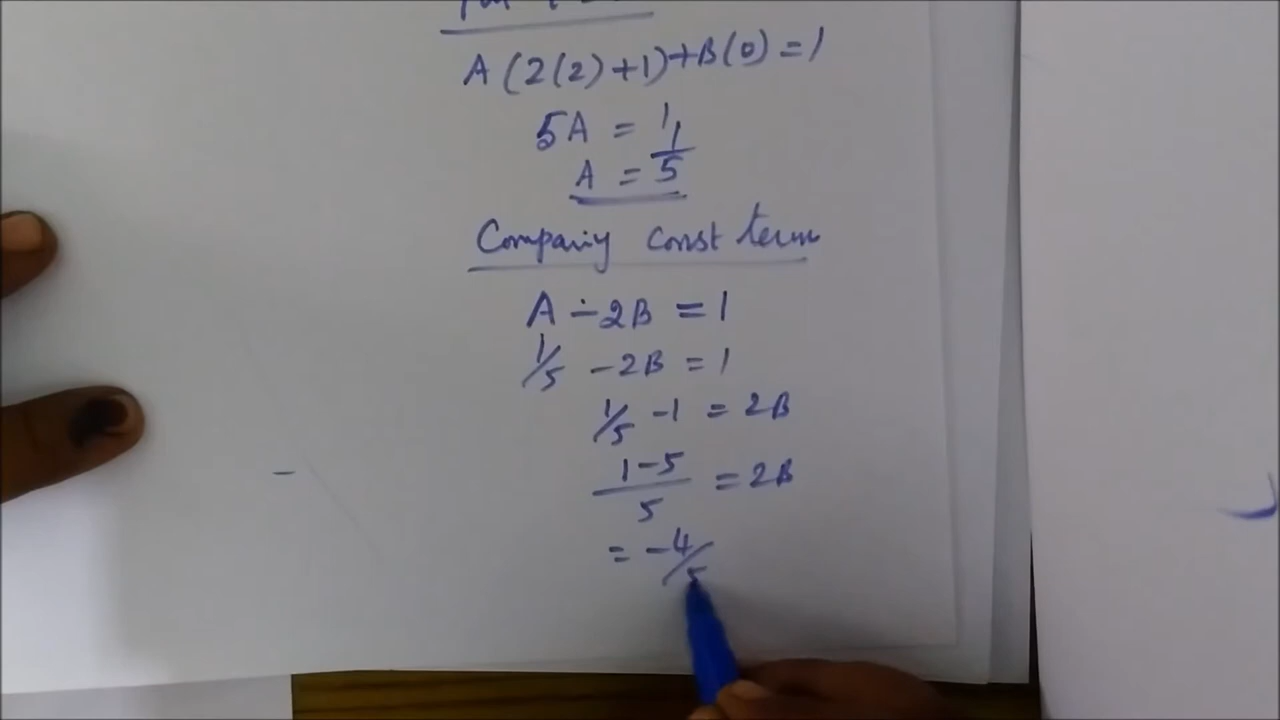 A (2(2) +1) + B (0) = 1
5A = 1
A = 1/5
Compariy const term
A - 2B = 1
1/5 - 2B = 1
1/5 - 1 = 2B
1-5/5 = 2B
= -4/5